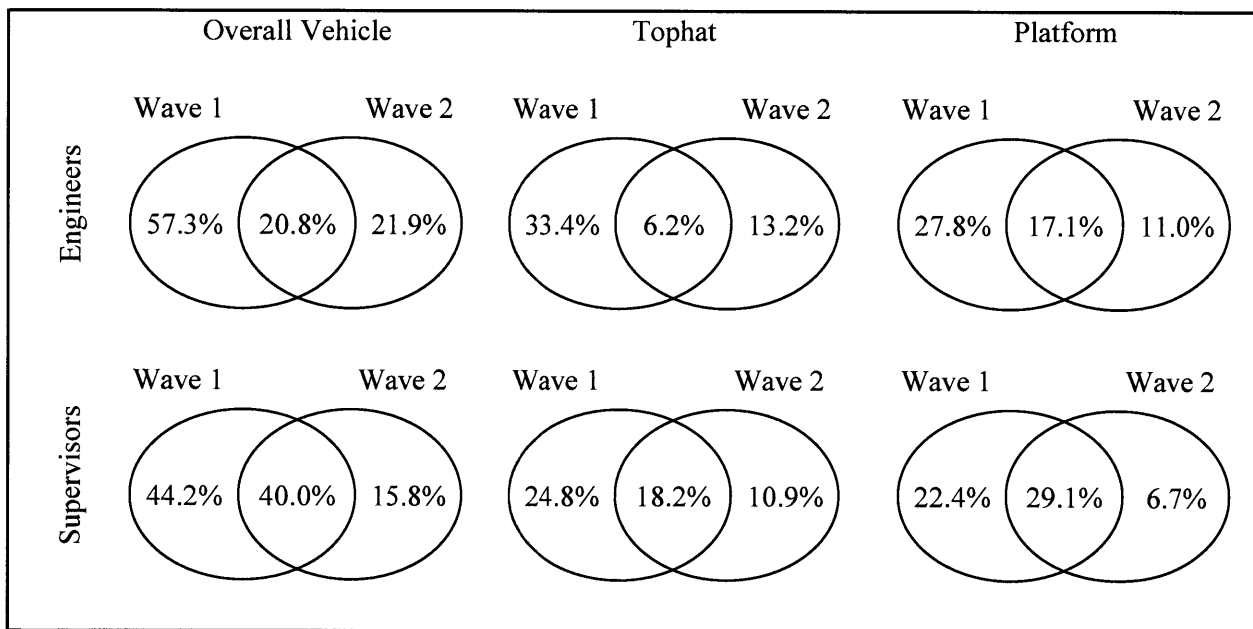 Overall Vehicle Tophat Platform
Engineers
Wave 1 Wave 2 Wave 1 Wave 2 Wave 1 Wave 2
57.3% 20.8% 21.9% 33.4% 6.2% 13.2% 27.8% 17.1% 11.0%
Supervisors
Wave 1 Wave 2 Wave 1 Wave 2 Wave 1 Wave 2
44.2% 40.0% 15.8% 24.8% 18.2% 10.9% 22.4% 29.1% 6.7%